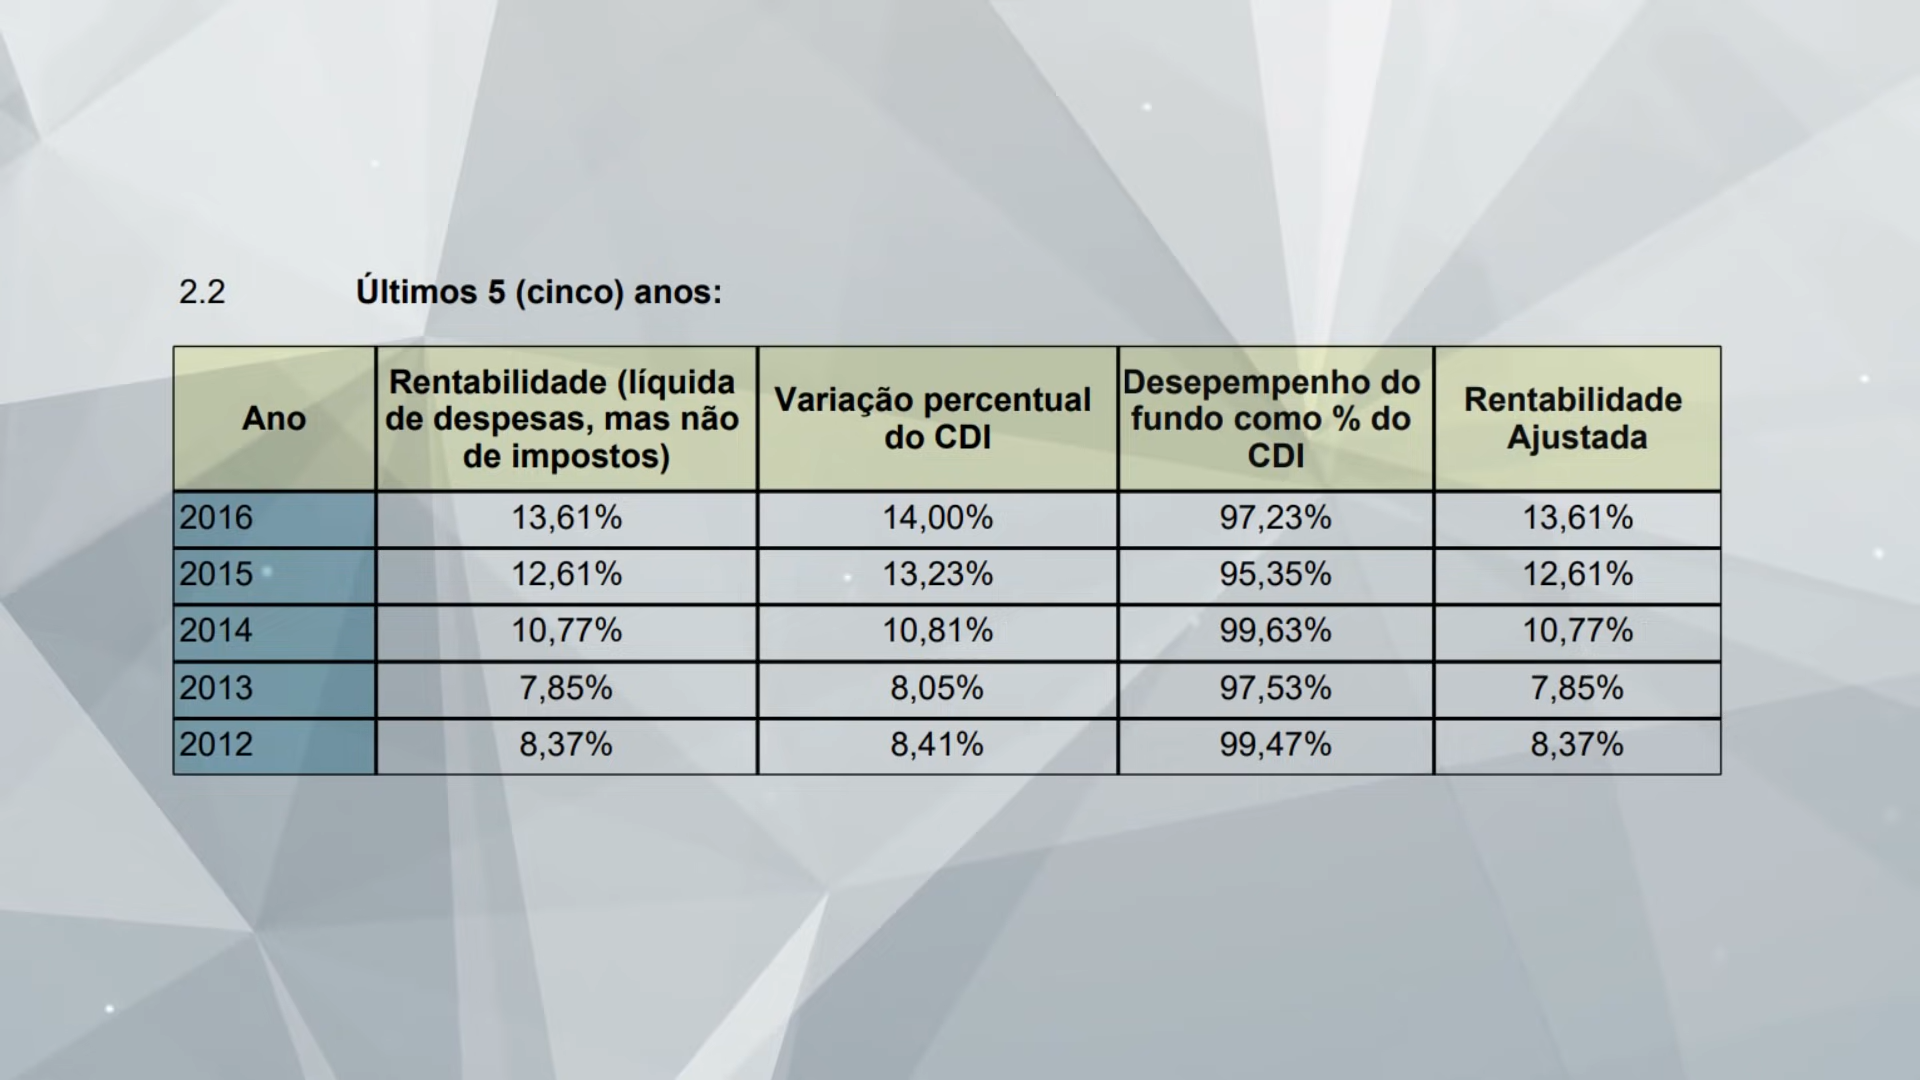 2.2 Últimos 5 (cinco) anos:
Ano
Rentabilidade (líquida
de despesas, mas não
de impostos)
Variação percentual
do CDI
Desepempenho do
fundo como % do
CDI
Rentabilidade
Ajustada
2016 13,61% 14,00% 97,23% 13,61%
2015 12,61% 13,23% 95,35% 12,61%
2014 10,77% 10,81% 99,63% 10,77%
2013 7,85% 8,05% 97,53% 7,85%
2012 8,37% 8,41% 99,47% 8,37%